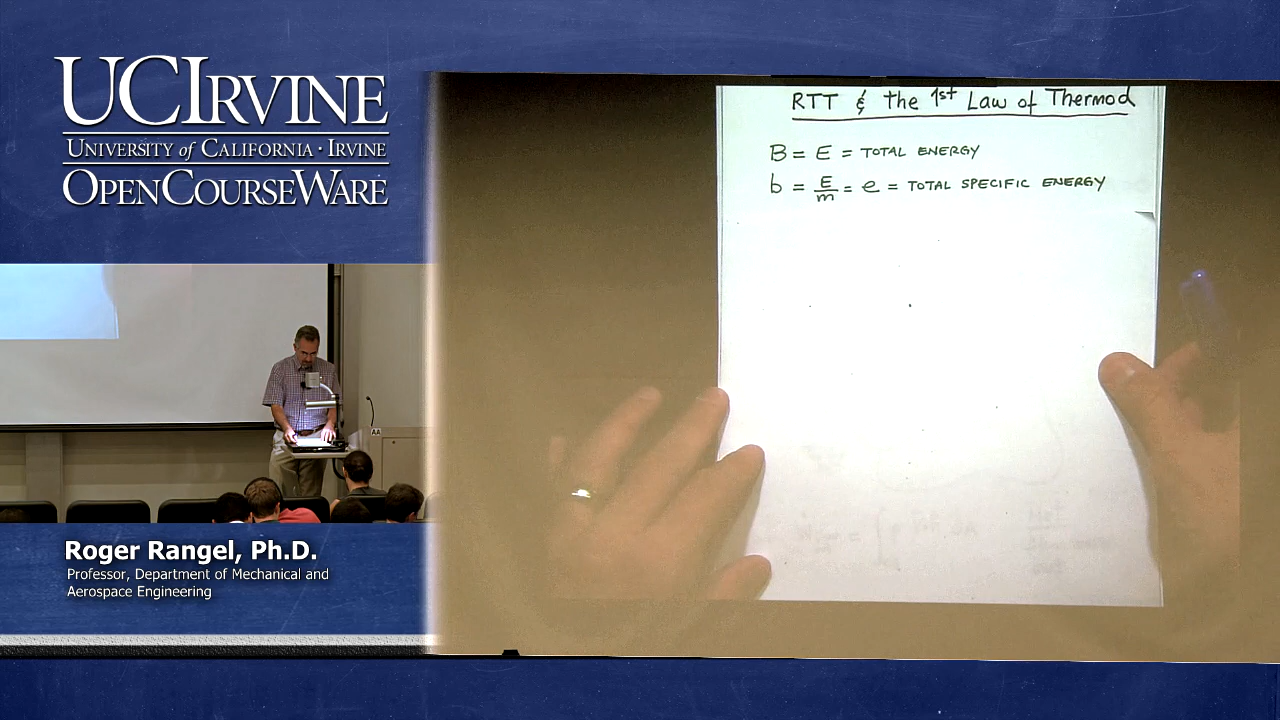 UCIRVINE
UNIVERSITY of CALIFORNIA · IRVINE
OPENCOURSEWARE
RTT & the 1st Law of Thermod
B = E = TOTAL ENERGY
b = E/m = e = TOTAL SPECIFIC ENERGY
AA
Roger Rangel, Ph.D.
Professor, Department of Mechanical and
Aerospace Engineering